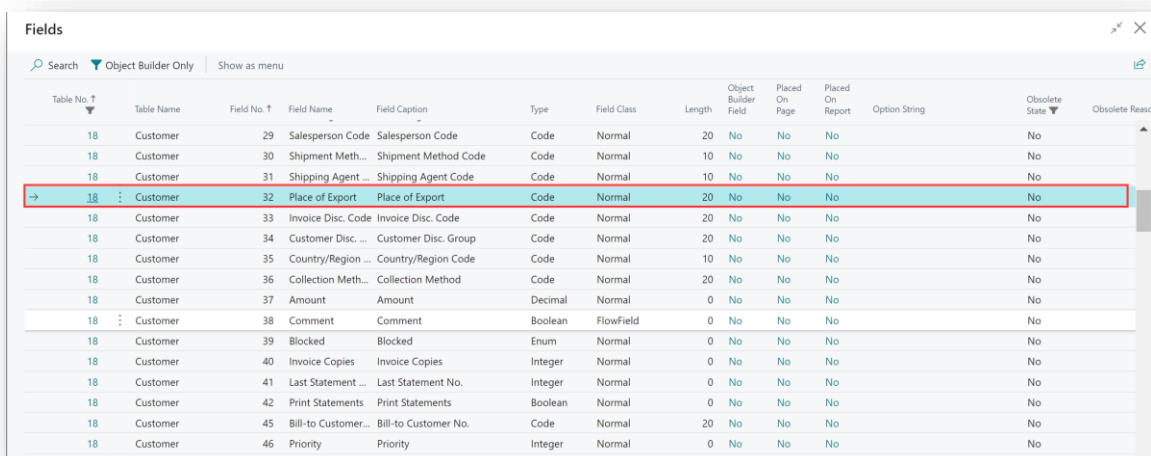 Fields
Search Object Builder Only Show as menu
Table No. ↑ Table Name Field No. ↑ Field Name Field Caption Type Field Class Length Object Builder Field Placed On Page Placed On Report Option String Obsolete State Obsolete Reaso
18 Customer 29 Salesperson Code Salesperson Code Code Normal 20 No No No No
18 Customer 30 Shipment Meth... Shipment Method Code Code Normal 10 No No No No
18 Customer 31 Shipping Agent ... Shipping Agent Code Code Normal 10 No No No No
→ 18 ⋮ Customer 32 Place of Export Place of Export Code Normal 20 No No No No
18 Customer 33 Invoice Disc. Code Invoice Disc. Code Code Normal 20 No No No No
18 Customer 34 Customer Disc. ... Customer Disc. Group Code Normal 20 No No No No
18 Customer 35 Country/Region ... Country/Region Code Code Normal 10 No No No No
18 Customer 36 Collection Meth... Collection Method Code Normal 20 No No No No
18 Customer 37 Amount Amount Decimal Normal 0 No No No No
18 ⋮ Customer 38 Comment Comment Boolean FlowField 0 No No No No
18 Customer 39 Blocked Blocked Enum Normal 0 No No No No
18 Customer 40 Invoice Copies Invoice Copies Integer Normal 0 No No No No
18 Customer 41 Last Statement ... Last Statement No. Integer Normal 0 No No No No
18 Customer 42 Print Statements Print Statements Boolean Normal 0 No No No No
18 Customer 45 Bill-to Customer... Bill-to Customer No. Code Normal 20 No No No No
18 Customer 46 Priority Priority Integer Normal 0 No No No No